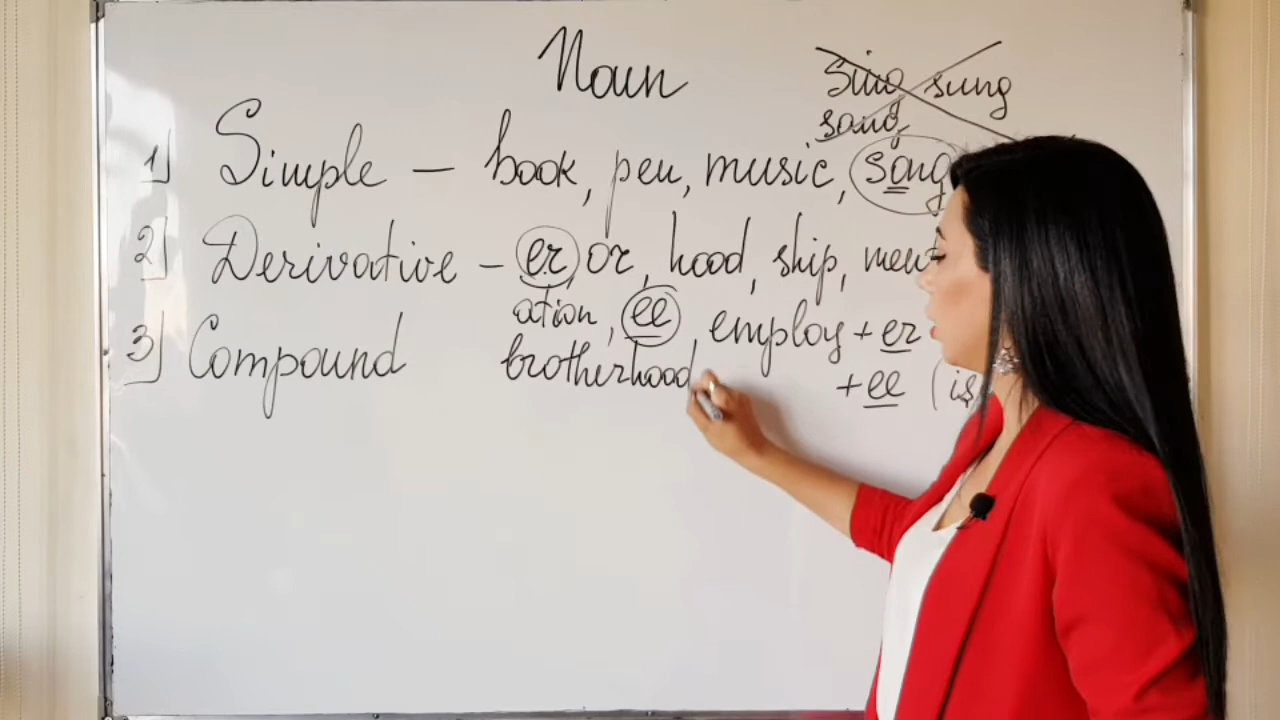 Noun
sing sung
sang
1) Simple – book, pen, music, song
2) Derivative – er, or, hood, ship, ment
ation, ee, employ + er
3) Compound brotherhood + ee (is